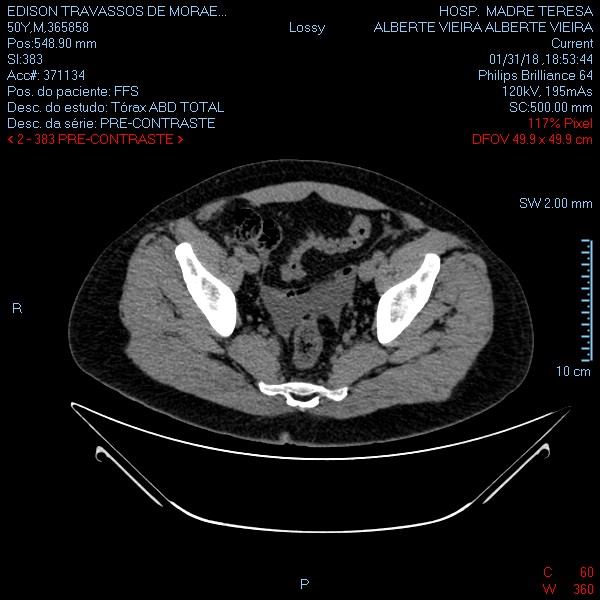 EDISON TRAVASSOS DE MORAE...
50Y,M,365858
Pos:548.90 mm
SI:383
Acc#: 371134
Pos. do paciente: FFS
Desc. do estudo: Tórax ABD TOTAL
Desc. da série: PRE-CONTRASTE
< 2 - 383 PRE-CONTRASTE >
Lossy
HOSP. MADRE TERESA
ALBERTE VIEIRA ALBERTE VIEIRA
Current
01/31/18 ,18:53:44
Philips Brilliance 64
120kV, 195mAs
SC:500.00 mm
117% Pixel
DFOV 49.9 x 49.9 cm
SW 2.00 mm
R
10 cm
P
C 60
W 360